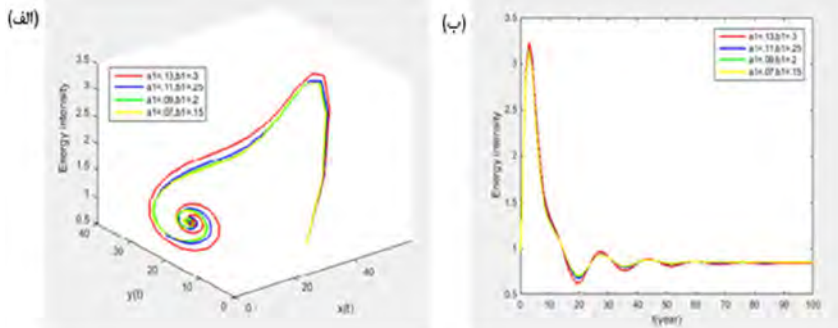 (الف)
3.5
3
2.5
2
1.5
1
0.5
Energy intensity
a1=.13,b1=.3
a1=.11,b1=.25
a1=.09,b1=.2
a1=.07,b1=.15
40
30
20
10
0
y(t)
0
20
40
x(t)
(ب)
3.5
3
2.5
2
1.5
1
0.5
Energy intensity
a1=.13,b1=.3
a1=.11,b1=.25
a1=.09,b1=.2
a1=.07,b1=.15
0 10 20 30 40 50 60 70 80 90 100
t(year)